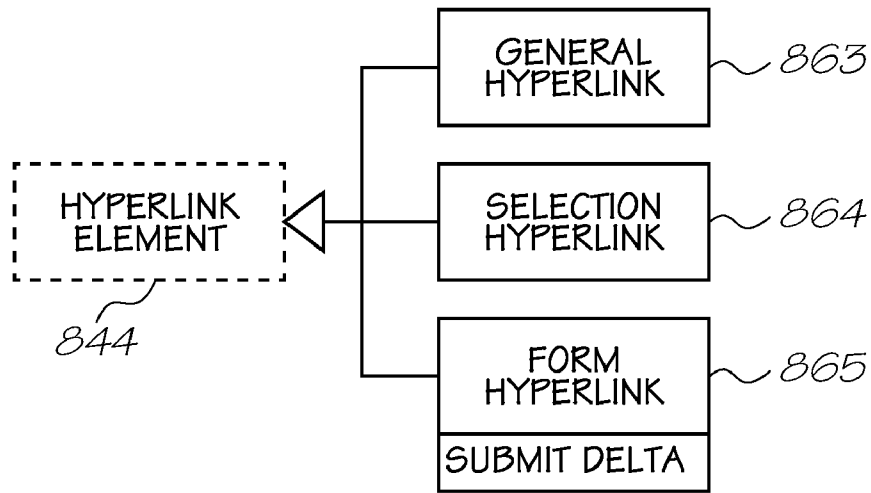 GENERAL
HYPERLINK
863
HYPERLINK
ELEMENT
844
SELECTION
HYPERLINK
864
FORM
HYPERLINK
865
SUBMIT DELTA